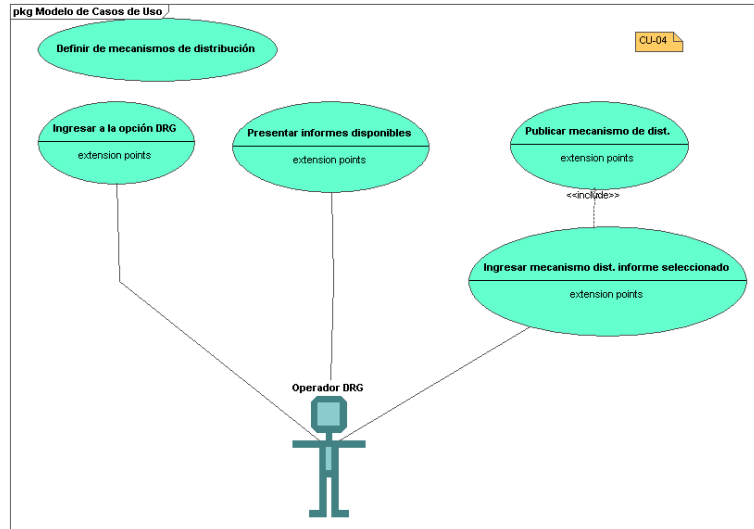 pkg Modelo de Casos de Uso
Definir de mecanismos de distribución
CU-04
Ingresar a la opción DRG
extension points
Presentar informes disponibles
extension points
Publicar mecanismo de dist.
extension points
<<include>>
Ingresar mecanismo dist. informe seleccionado
extension points
Operador DRG